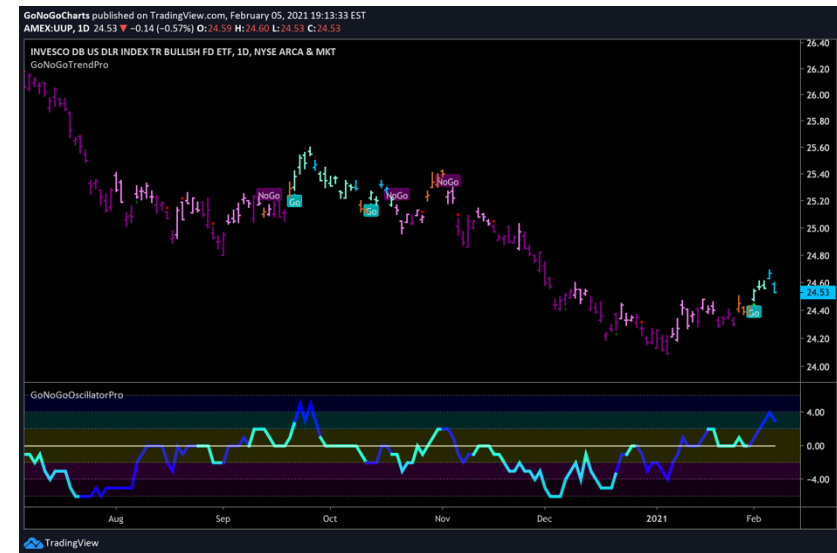 GoNoGoCharts published on TradingView.com, February 05, 2021 19:13:33 EST
AMEX:UUP, 1D 24.53 ▼ −0.14 (−0.57%) O:24.59 H:24.60 L:24.53 C:24.53
INVESCO DB US DLR INDEX TR BULLISH FD ETF, 1D, NYSE ARCA & MKT
GoNoGoTrendPro
26.40
26.20
26.00
25.80
25.60
25.40
NoGo
NoGo
Go
NoGo
Go
25.20
25.00
24.80
24.60
24.53
Go
24.40
24.20
24.00
GoNoGoOscillatorPro
4.00
0.00
−4.00
Aug Sep Oct Nov Dec 2021 Feb
TradingView